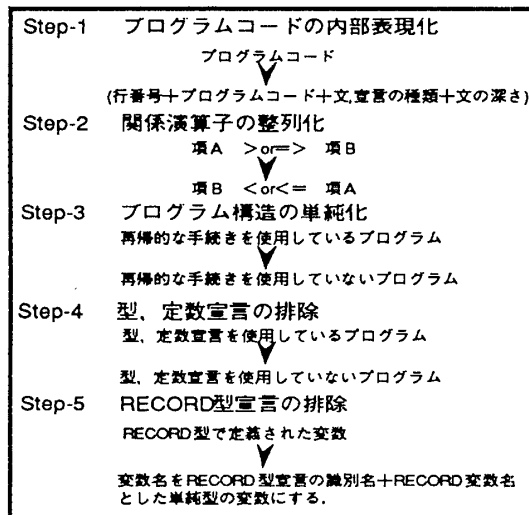 Step-1 プログラムコードの内部表現化
プログラムコード
(行番号＋プログラムコード＋文,宣言の種類＋文の深さ)
Step-2 関係演算子の整列化
項A >or=> 項B
項B <or<= 項A
Step-3 プログラム構造の単純化
再帰的な手続きを使用しているプログラム
再帰的な手続きを使用していないプログラム
Step-4 型、定数宣言の排除
型、定数宣言を使用しているプログラム
型、定数宣言を使用していないプログラム
Step-5 RECORD型宣言の排除
RECORD型で定義された変数
変数名をRECORD型宣言の識別名＋RECORD変数名
とした単純型の変数にする.